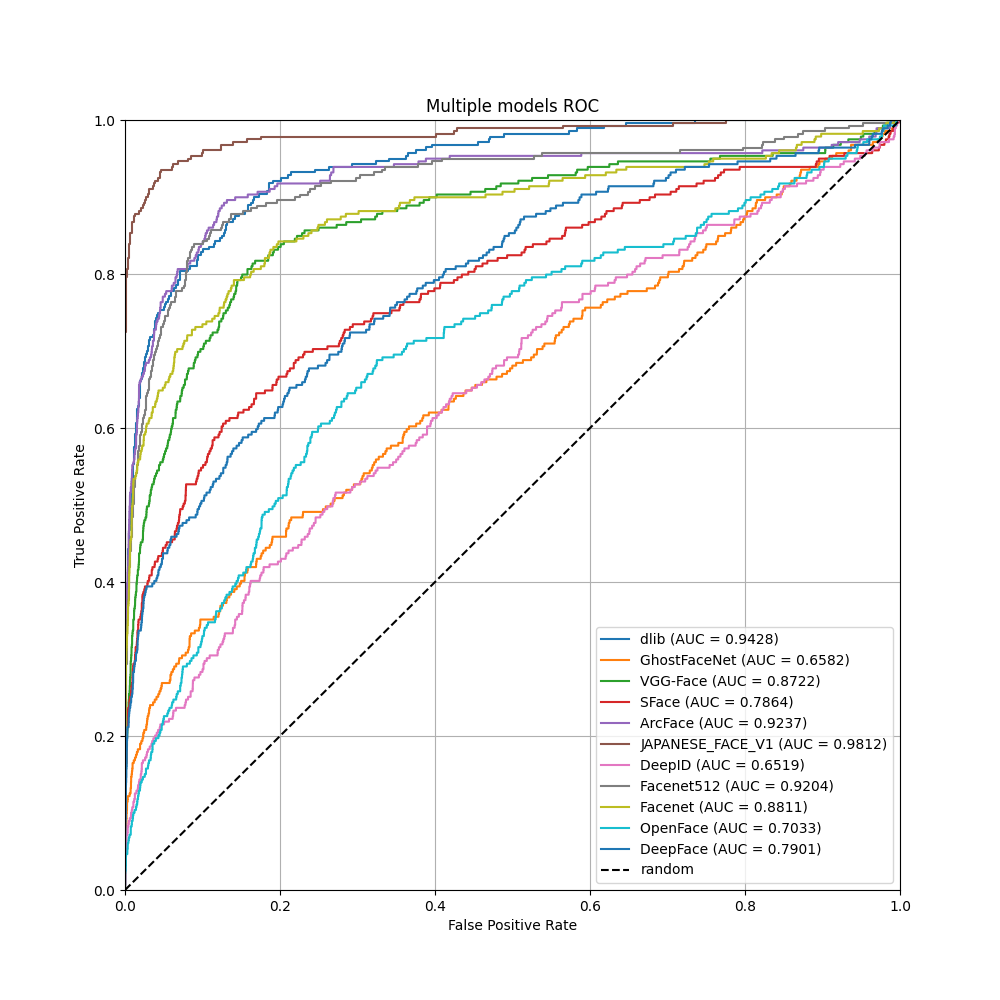 Multiple models ROC
True Positive Rate
1.0
0.8
0.6
0.4
0.2
0.0
dlib (AUC = 0.9428)
GhostFaceNet (AUC = 0.6582)
VGG-Face (AUC = 0.8722)
SFace (AUC = 0.7864)
ArcFace (AUC = 0.9237)
JAPANESE_FACE_V1 (AUC = 0.9812)
DeepID (AUC = 0.6519)
Facenet512 (AUC = 0.9204)
Facenet (AUC = 0.8811)
OpenFace (AUC = 0.7033)
DeepFace (AUC = 0.7901)
random
0.0 0.2 0.4 0.6 0.8 1.0
False Positive Rate